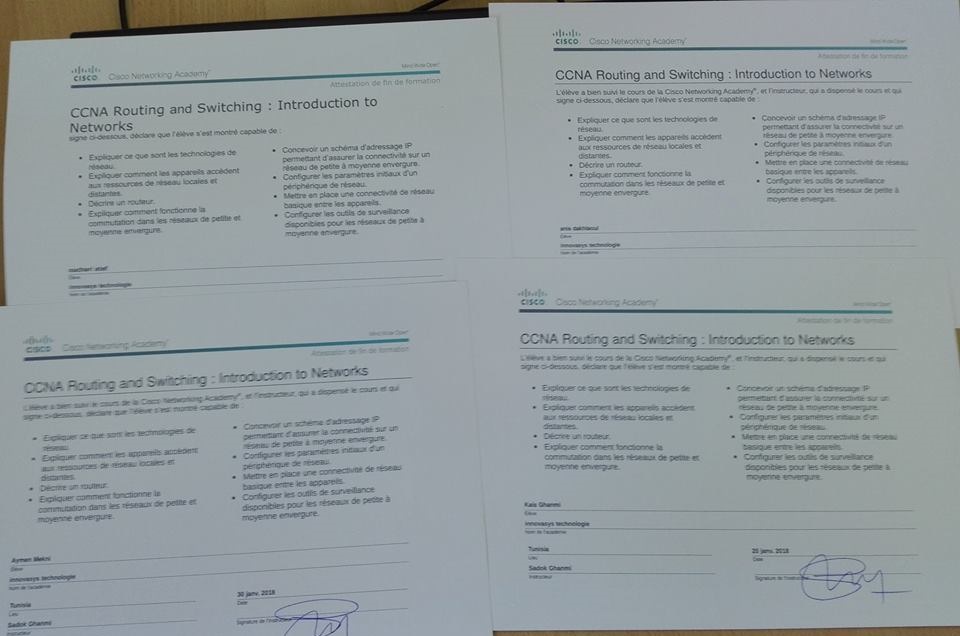 CISCO Cisco Networking Academy® Mind Wide Open®
Attestation de fin de formation
CCNA Routing and Switching : Introduction to
Networks
signe ci-dessous, déclare que l'élève s'est montré capable de :
• Expliquer ce que sont les technologies de
réseau.
• Expliquer comment les appareils accèdent
aux ressources de réseau locales et
distantes.
• Décrire un routeur.
• Expliquer comment fonctionne la
commutation dans les réseaux de petite et
moyenne envergure.
• Concevoir un schéma d'adressage IP
permettant d'assurer la connectivité sur un
réseau de petite à moyenne envergure.
• Configurer les paramètres initiaux d'un
périphérique de réseau.
• Mettre en place une connectivité de réseau
basique entre les appareils.
• Configurer les outils de surveillance
disponibles pour les réseaux de petite à
moyenne envergure.
Élève
innovasys technologie
Nom de l'académie
CISCO Cisco Networking Academy® Mind Wide Open®
Attestation de fin de formation
CCNA Routing and Switching : Introduction to Networks
L'élève a bien suivi le cours de la Cisco Networking Academy®, et l'instructeur, qui a dispensé le cours et qui
signe ci-dessous, déclare que l'élève s'est montré capable de :
• Expliquer ce que sont les technologies de
réseau.
• Expliquer comment les appareils accèdent
aux ressources de réseau locales et
distantes.
• Décrire un routeur.
• Expliquer comment fonctionne la
commutation dans les réseaux de petite et
moyenne envergure.
• Concevoir un schéma d'adressage IP
permettant d'assurer la connectivité sur un
réseau de petite à moyenne envergure.
• Configurer les paramètres initiaux d'un
périphérique de réseau.
• Mettre en place une connectivité de réseau
basique entre les appareils.
• Configurer les outils de surveillance
disponibles pour les réseaux de petite à
moyenne envergure.
anis dakhlaoui
Élève
innovasys technologie
Nom de l'académie
CISCO Cisco Networking Academy® Mind Wide Open®
Attestation de fin de formation
CCNA Routing and Switching : Introduction to Networks
L'élève a bien suivi le cours de la Cisco Networking Academy®, et l'instructeur, qui a dispensé le cours et qui
signe ci-dessous, déclare que l'élève s'est montré capable de :
• Expliquer ce que sont les technologies de
réseau.
• Expliquer comment les appareils accèdent
aux ressources de réseau locales et
distantes.
• Décrire un routeur.
• Expliquer comment fonctionne la
commutation dans les réseaux de petite et
moyenne envergure.
• Concevoir un schéma d'adressage IP
permettant d'assurer la connectivité sur un
réseau de petite à moyenne envergure.
• Configurer les paramètres initiaux d'un
périphérique de réseau.
• Mettre en place une connectivité de réseau
basique entre les appareils.
• Configurer les outils de surveillance
disponibles pour les réseaux de petite à
moyenne envergure.
Aymen Mekni
Élève
innovasys technologie
Nom de l'académie
Tunisia 30 janv. 2018
Lieu Date
Sadok Ghanmi
Instructeur Signature de l'instructeur
CISCO Cisco Networking Academy® Mind Wide Open®
Attestation de fin de formation
CCNA Routing and Switching : Introduction to Networks
L'élève a bien suivi le cours de la Cisco Networking Academy®, et l'instructeur, qui a dispensé le cours et qui
signe ci-dessous, déclare que l'élève s'est montré capable de :
• Expliquer ce que sont les technologies de
réseau.
• Expliquer comment les appareils accèdent
aux ressources de réseau locales et
distantes.
• Décrire un routeur.
• Expliquer comment fonctionne la
commutation dans les réseaux de petite et
moyenne envergure.
• Concevoir un schéma d'adressage IP
permettant d'assurer la connectivité sur un
réseau de petite à moyenne envergure.
• Configurer les paramètres initiaux d'un
périphérique de réseau.
• Mettre en place une connectivité de réseau
basique entre les appareils.
• Configurer les outils de surveillance
disponibles pour les réseaux de petite à
moyenne envergure.
Kais Ghanmi
Élève
innovasys technologie
Nom de l'académie
Tunisia 25 janv. 2018
Lieu Date
Sadok Ghanmi
Instructeur Signature de l'instructeur